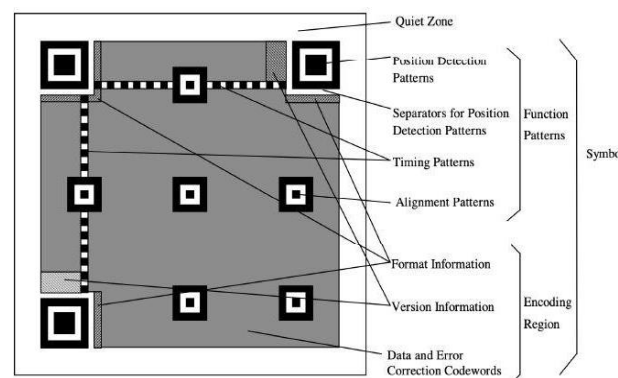 Quiet Zone
Position Detection
Patterns
Separators for Position
Detection Patterns
Function
Patterns
Symbo
Timing Patterns
Alignment Patterns
Format Information
Version Information
Encoding
Region
Data and Error
Correction Codewords